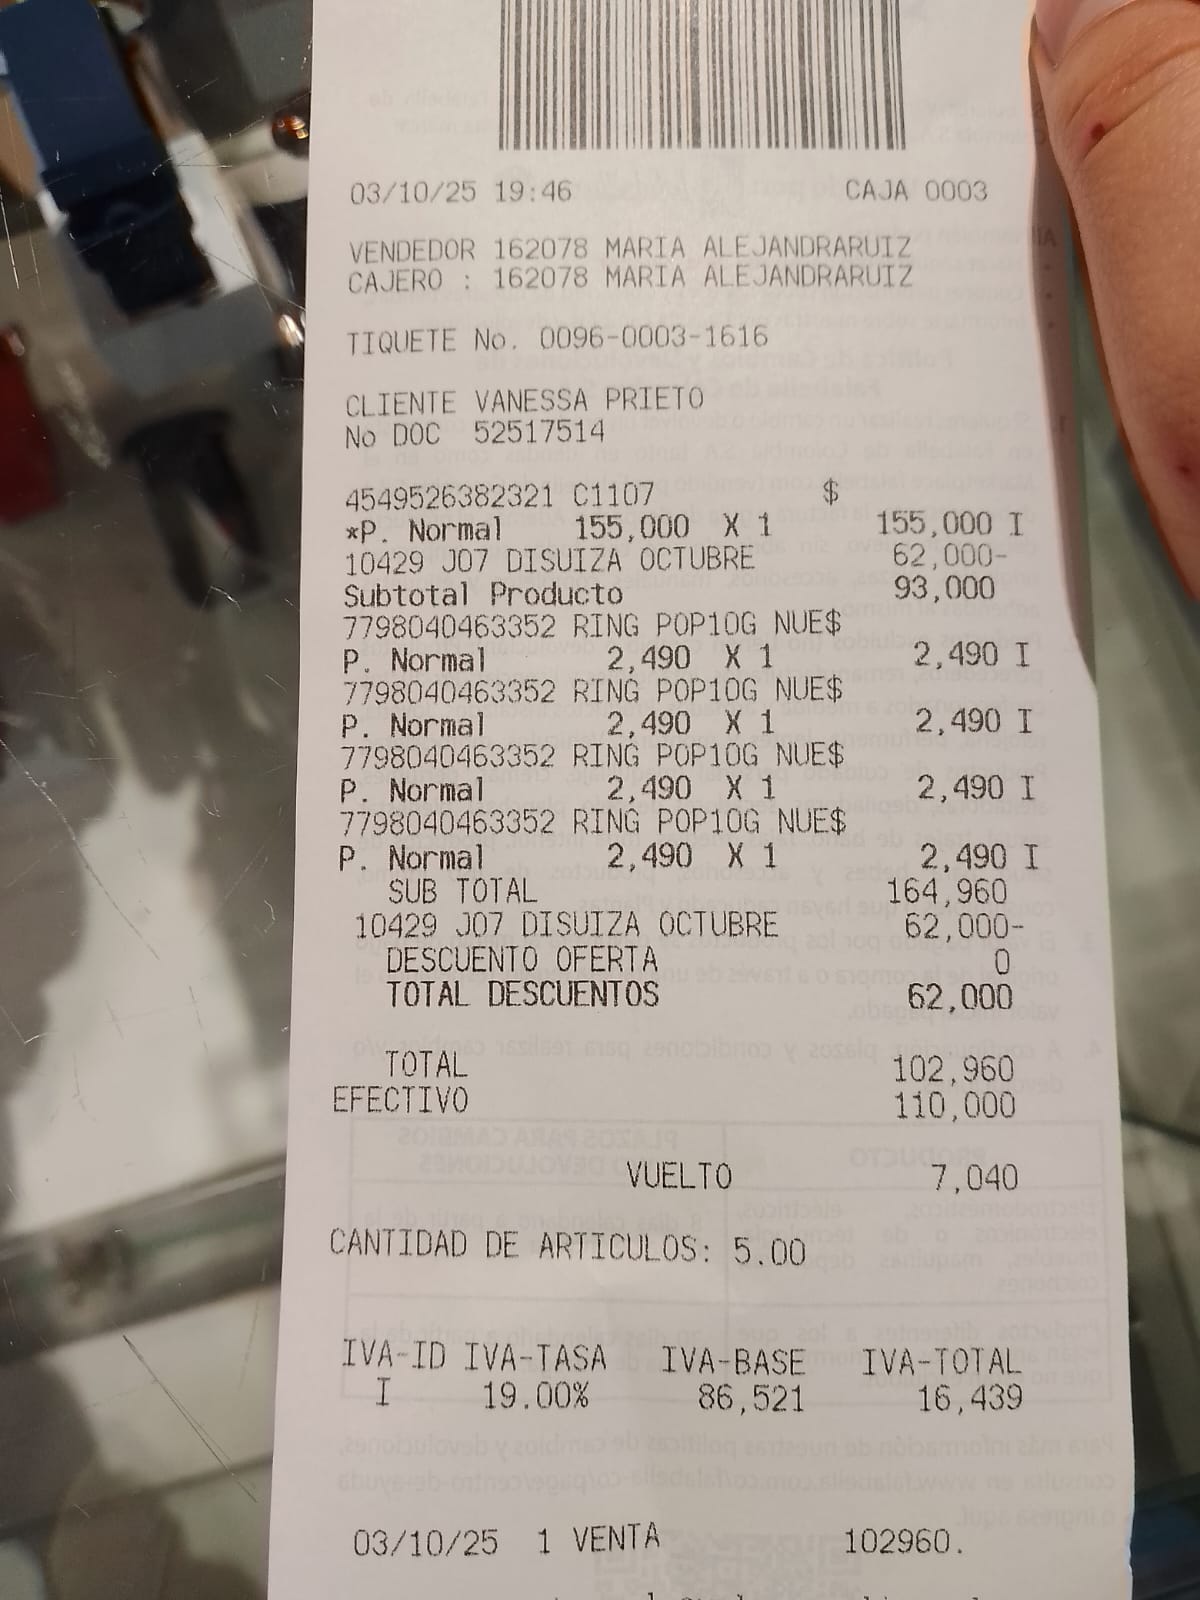 03/10/25 19:46 CAJA 0003
VENDEDOR 162078 MARIA ALEJANDRARUIZ
CAJERO : 162078 MARIA ALEJANDRARUIZ
TIQUETE No. 0096-0003-1616
CLIENTE VANESSA PRIETO
No DOC 52517514
4549526382321 C1107 $
*P. Normal 155,000 X 1 155,000 I
10429 J07 DISUIZA OCTUBRE 62,000-
Subtotal Producto 93,000
7798040463352 RING POP10G NUE$
P. Normal 2,490 X 1 2,490 I
7798040463352 RING POP10G NUE$
P. Normal 2,490 X 1 2,490 I
7798040463352 RING POP10G NUE$
P. Normal 2,490 X 1 2,490 I
7798040463352 RING POP10G NUE$
P. Normal 2,490 X 1 2,490 I
SUB TOTAL 164,960
10429 J07 DISUIZA OCTUBRE 62,000-
DESCUENTO OFERTA 0
TOTAL DESCUENTOS 62,000
TOTAL 102,960
EFECTIVO 110,000
VUELTO 7,040
CANTIDAD DE ARTICULOS: 5.00
IVA-ID IVA-TASA IVA-BASE IVA-TOTAL
I 19.00% 86,521 16,439
03/10/25 1 VENTA 102960.